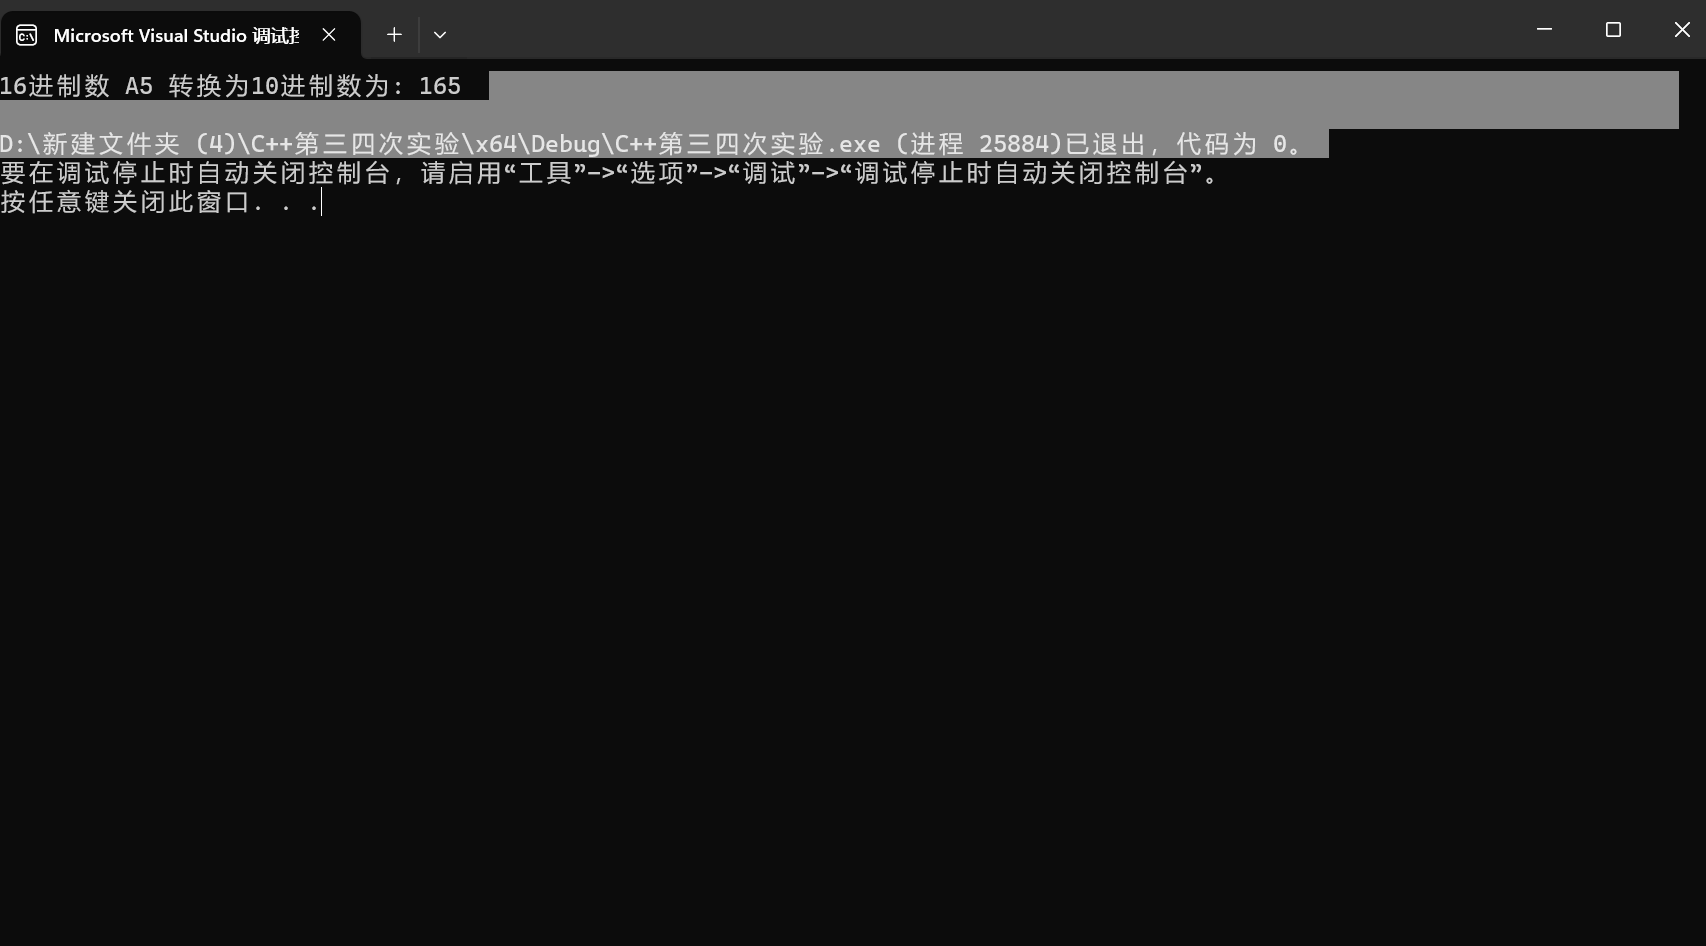 Microsoft Visual Studio 调试
16进制数 A5 转换为10进制数为: 165
D:\新建文件夹 (4)\C++第三四次实验\x64\Debug\C++第三四次实验.exe (进程 25884)已退出, 代码为 0。
要在调试停止时自动关闭控制台, 请启用“工具”->“选项”->“调试”->“调试停止时自动关闭控制台”。
按任意键关闭此窗口. . .